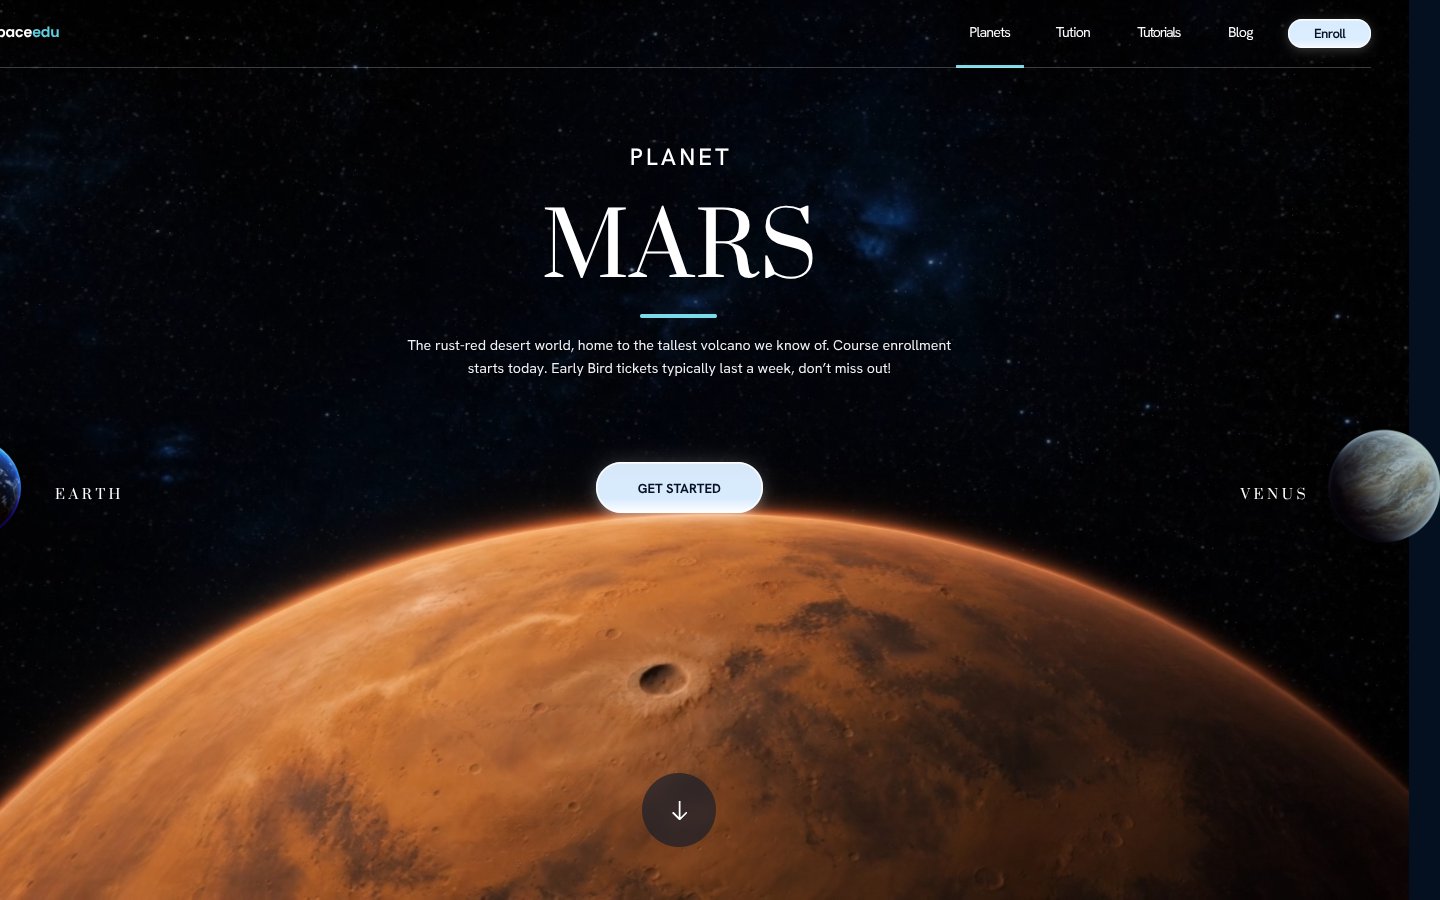 paceedu
Planets
Tution
Tutorials
Blog
Enroll
PLANET
MARS
The rust-red desert world, home to the tallest volcano we know of. Course enrollment
starts today. Early Bird tickets typically last a week, don’t miss out!
EARTH
GET STARTED
VENUS